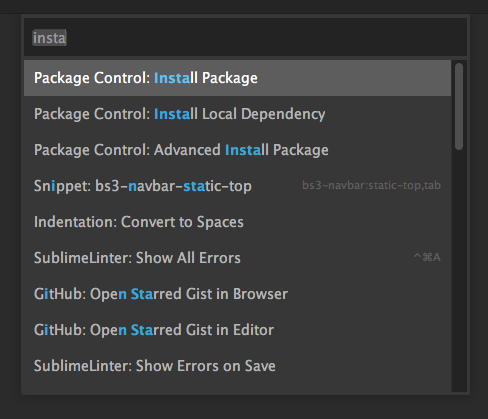 insta
Package Control: Install Package
Package Control: Install Local Dependency
Package Control: Advanced Install Package
Snippet: bs3-navbar-static-top bs3-navbar:static-top,tab
Indentation: Convert to Spaces
SublimeLinter: Show All Errors ^⌘A
GitHub: Open Starred Gist in Browser
GitHub: Open Starred Gist in Editor
SublimeLinter: Show Errors on Save